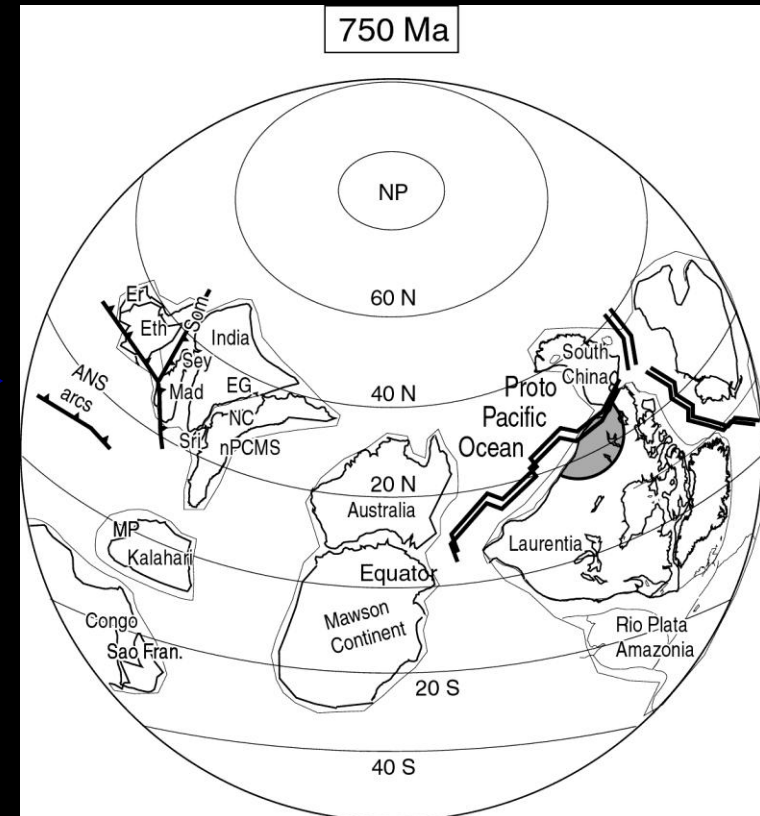 750 Ma
NP
60 N
Er
Eth
Som
India
Sey
ANS
arcs
Mad
EG
40 N
South
China
Proto
Pacific
Ocean
NC
Sri
nPCMS
20 N
Australia
MP
Kalahari
Laurentia
Equator
Mawson
Continent
Congo
Sao Fran.
Rio Plata
Amazonia
20 S
40 S